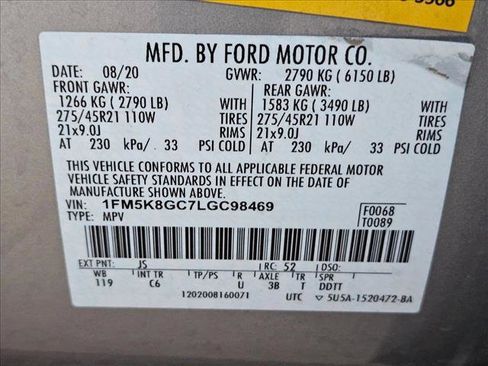 MFD. BY FORD MOTOR CO.
DATE: 08/20 GVWR: 2790 KG ( 6150 LB)
FRONT GAWR: REAR GAWR:
1266 KG ( 2790 LB) 1583 KG ( 3490 LB)
275/45R21 110W TIRES 275/45R21 110W TIRES
21x9.0J RIMS 21x9.0J RIMS
AT 230 kPa/ 33 PSI COLD AT 230 kPa/ 33 PSI COLD
THIS VEHICLE CONFORMS TO ALL APPLICABLE FEDERAL MOTOR
VEHICLE SAFETY STANDARDS IN EFFECT ON THE DATE OF
MANUFACTURE SHOWN ABOVE.
VIN: 1FM5K8GC7LGC98469 F0068
TYPE: MPV T0089
EXT PNT: JS RC: 52 DSO:
WB INT TR TP/PS R AXLE TR SPR
119 C6 U 3B T DDTT
1202008160071 UTC ▽ 5U5A-1520472-BA